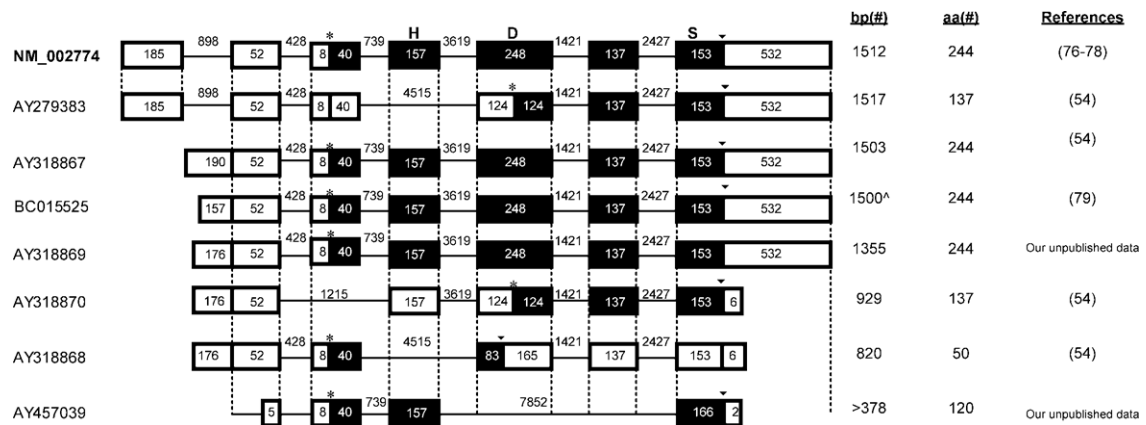 H D S bp(#) aa(#) References
NM_002774 185 898 52 428 8 * 40 739 157 3619 248 1421 137 2427 153 532 1512 244 (76-78)
AY279383 185 898 52 428 8 40 4515 124 * 124 1421 137 2427 153 532 1517 137 (54)
AY318867 190 52 428 8 * 40 739 157 3619 248 1421 137 2427 153 532 1503 244 (54)
BC015525 157 52 428 8 * 40 739 157 3619 248 1421 137 2427 153 532 1500^ 244 (79)
AY318869 176 52 428 8 * 40 739 157 3619 248 1421 137 2427 153 532 1355 244 Our unpublished data
AY318870 176 52 1215 157 3619 124 * 124 1421 137 2427 153 6 929 137 (54)
AY318868 176 52 428 8 * 40 4515 83 165 1421 137 2427 153 6 820 50 (54)
AY457039 5 8 * 40 739 157 7852 166 2 >378 120 Our unpublished data